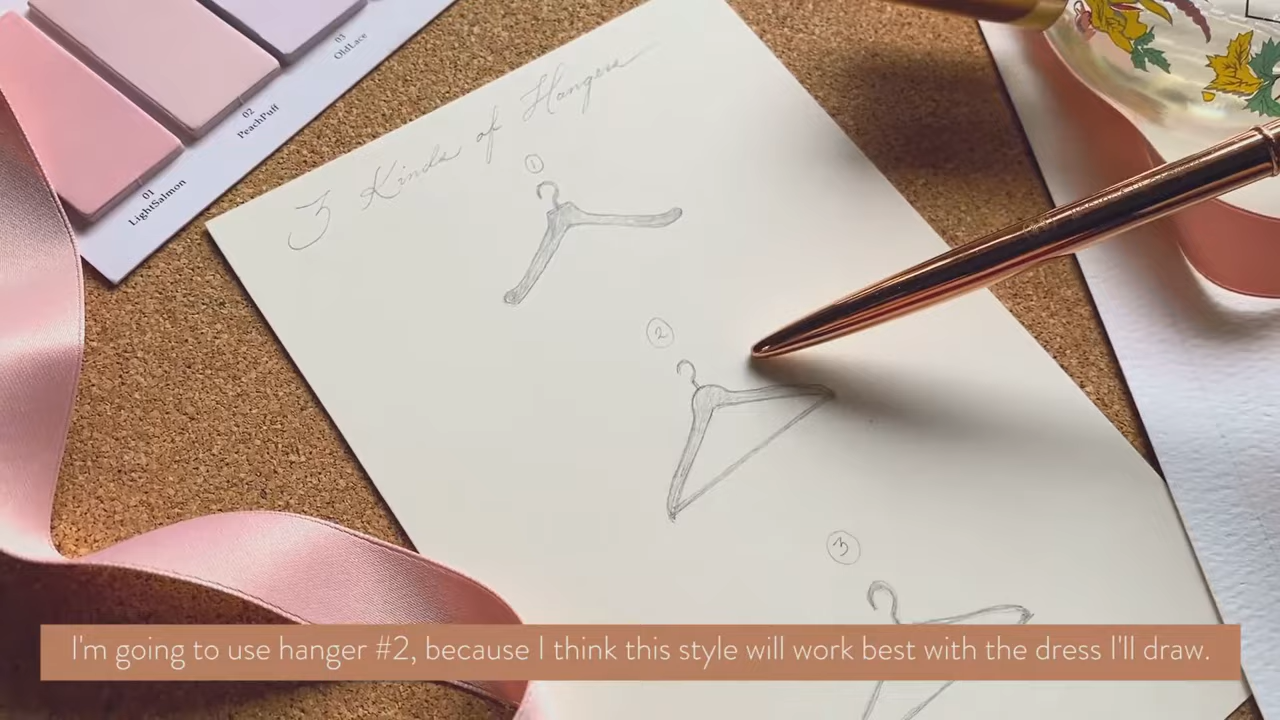 03
OldLace
02
PeachPuff
01
LightSalmon
3 Kinds of Hangers
1
2
3
I'm going to use hanger #2, because I think this style will work best with the dress I'll draw.